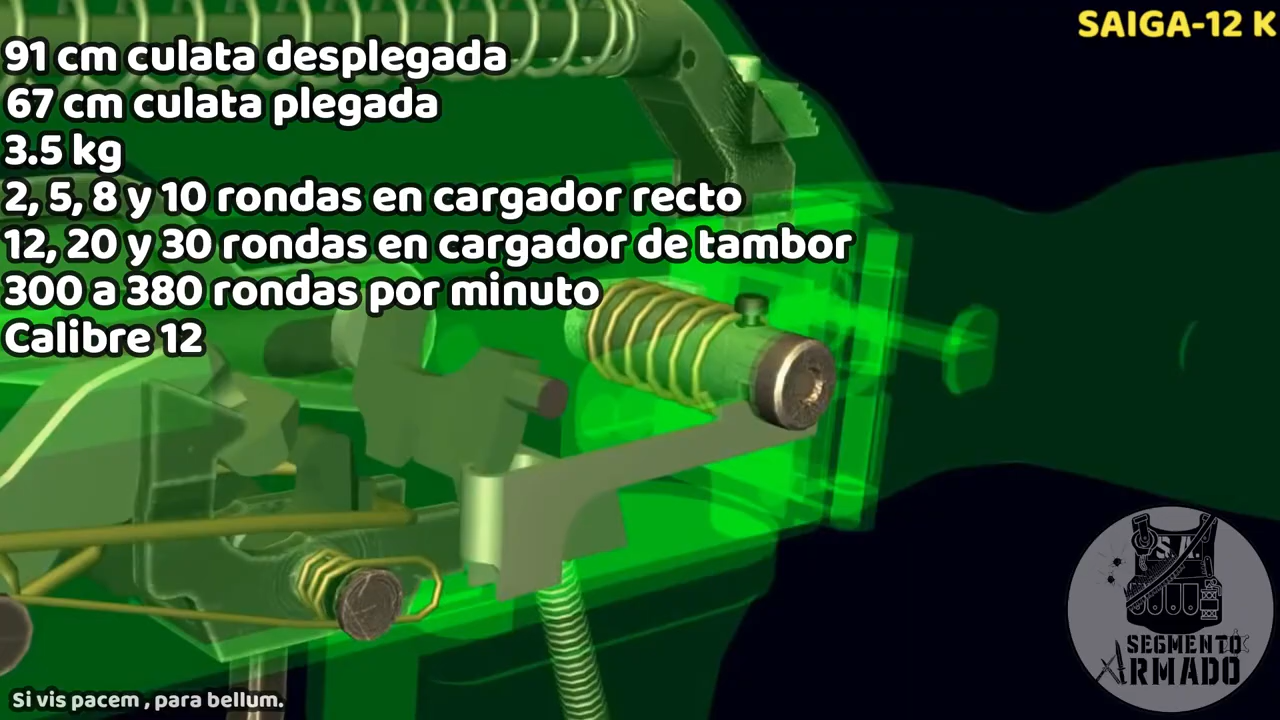 SAIGA-12 K
91 cm culata desplegada
67 cm culata plegada
3.5 kg
2, 5, 8 y 10 rondas en cargador recto
12, 20 y 30 rondas en cargador de tambor
300 a 380 rondas por minuto
Calibre 12
S.A.
SEGMENTO
ARMADO
Si vis pacem , para bellum.